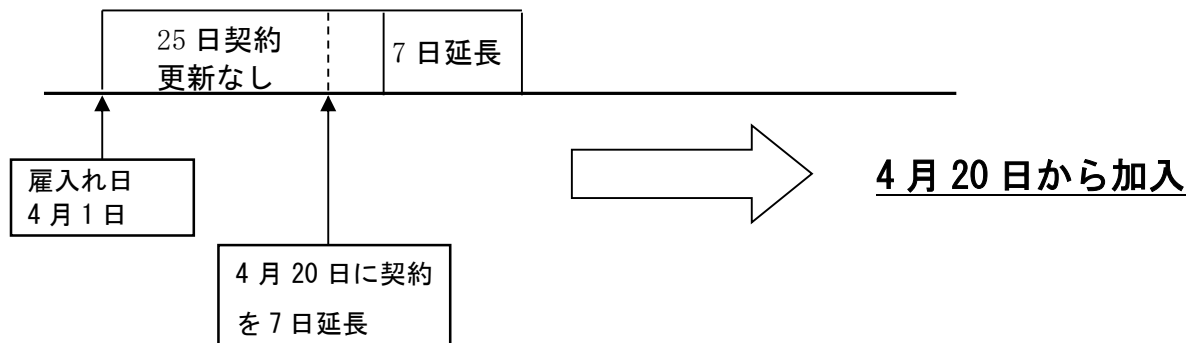 25 日契約
更新なし
7 日延長
雇入れ日
4 月 1 日
4 月 20 日に契約
を 7 日延長
4 月 20 日から加入